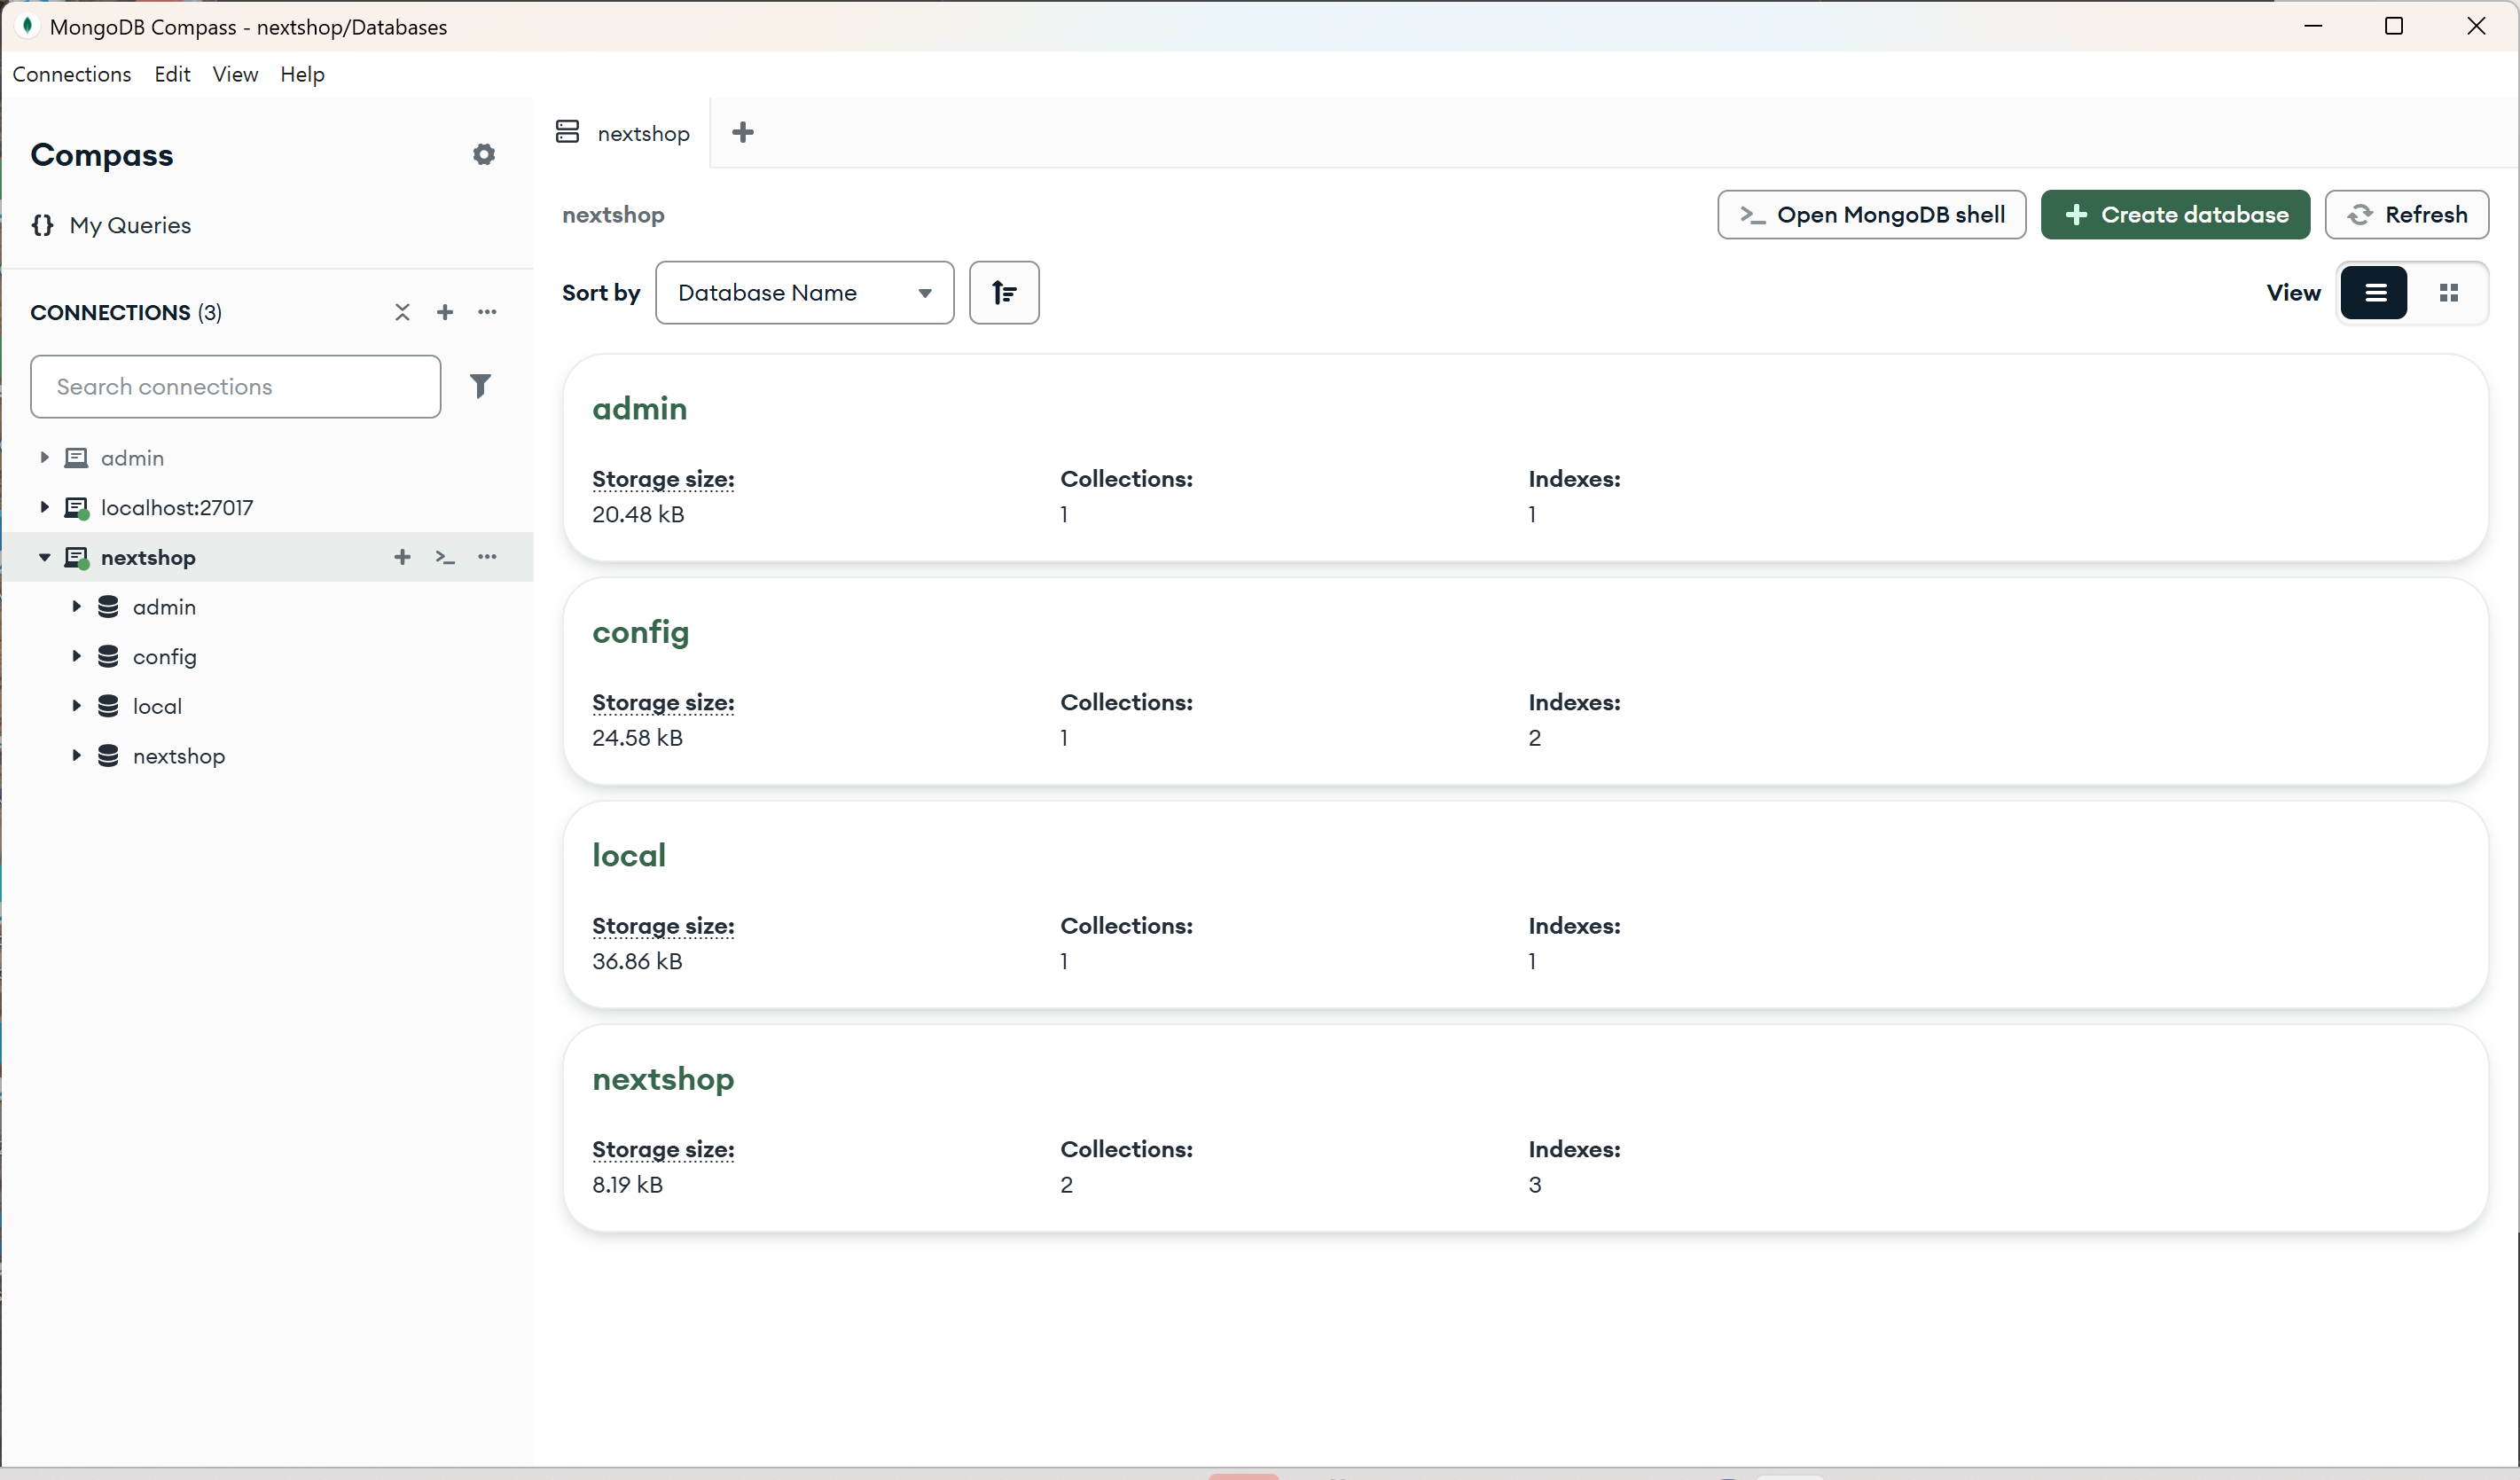 MongoDB Compass - nextshop/Databases
Connections Edit View Help
Compass
My Queries
CONNECTIONS (3)
Search connections
admin
localhost:27017
nextshop
admin
config
local
nextshop
nextshop
nextshop
Open MongoDB shell
Create database
Refresh
Sort by
Database Name
View
admin
Storage size: Collections: Indexes:
20.48 kB 1 1
config
Storage size: Collections: Indexes:
24.58 kB 1 2
local
Storage size: Collections: Indexes:
36.86 kB 1 1
nextshop
Storage size: Collections: Indexes:
8.19 kB 2 3